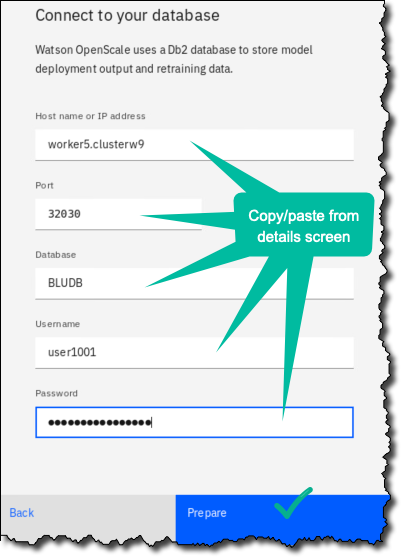 Connect to your database
Watson OpenScale uses a Db2 database to store model
deployment output and retraining data.
Host name or IP address
worker5.clusterw9
Port
32030
Copy/paste from
details screen
Database
BLUDB
Username
user1001
Password
••••••••••••••••
Back
Prepare